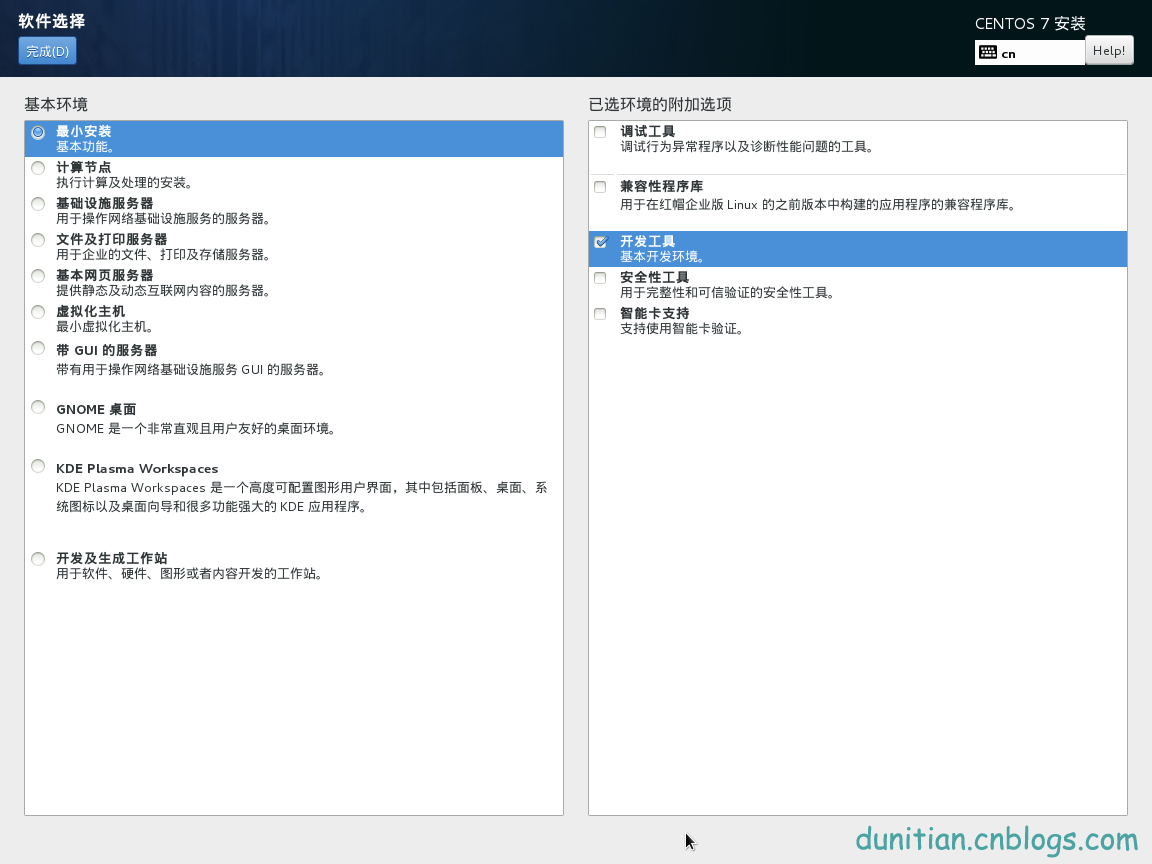 软件选择
完成(D)
CENTOS 7 安装
cn
Help!
基本环境
最小安装
基本功能。
计算节点
执行计算及处理的安装。
基础设施服务器
用于操作网络基础设施服务的服务器。
文件及打印服务器
用于企业的文件、打印及存储服务器。
基本网页服务器
提供静态及动态互联网内容的服务器。
虚拟化主机
最小虚拟化主机。
带 GUI 的服务器
带有用于操作网络基础设施服务 GUI 的服务器。
GNOME 桌面
GNOME 是一个非常直观且用户友好的桌面环境。
KDE Plasma Workspaces
KDE Plasma Workspaces 是一个高度可配置图形用户界面，其中包括面板、桌面、系
统图标以及桌面向导和很多功能强大的 KDE 应用程序。
开发及生成工作站
用于软件、硬件、图形或者内容开发的工作站。
已选环境的附加选项
调试工具
调试行为异常程序以及诊断性能问题的工具。
兼容性程序库
用于在红帽企业版 Linux 的之前版本中构建的应用程序的兼容程序库。
开发工具
基本开发环境。
安全性工具
用于完整性和可信验证的安全性工具。
智能卡支持
支持使用智能卡验证。
dunitian.cnblogs.com